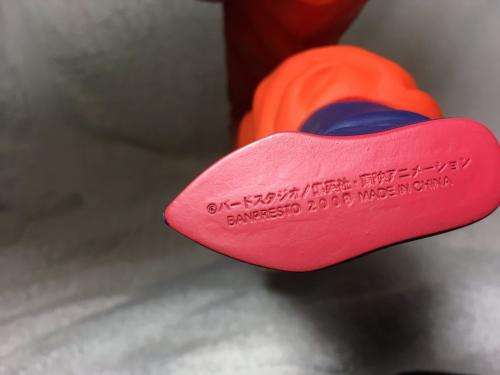 ©バードスタジオ/集英社・東映アニメーション
BANPRESTO 2008 MADE IN CHINA